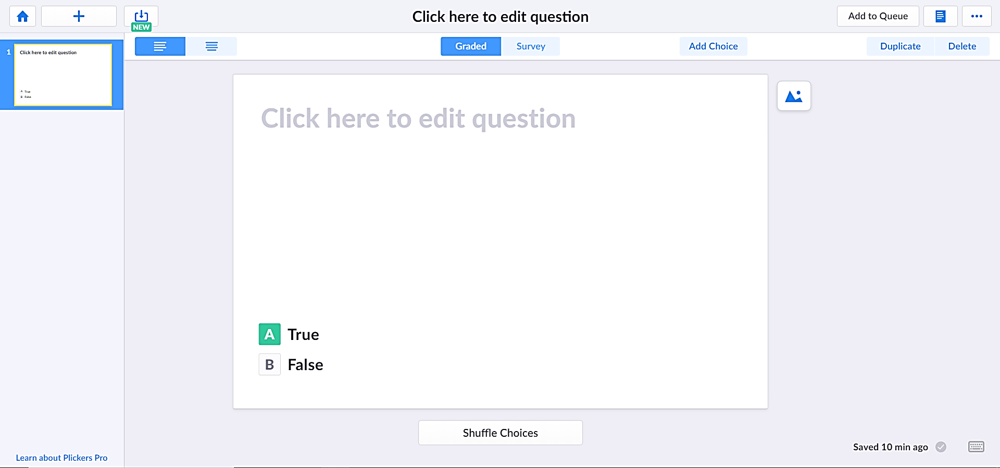 NEW
Click here to edit question
Add to Queue
Graded
Survey
Add Choice
Duplicate
Delete
1
Click here to edit question
A True
B False
Click here to edit question
A True
B False
Shuffle Choices
Saved 10 min ago
Learn about Plickers Pro